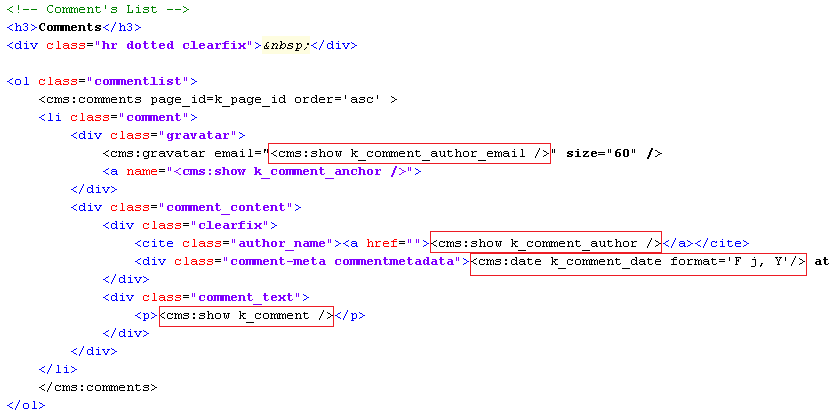 <!-- Comment's List -->
<h3>Comments</h3>
<div class="hr dotted clearfix">&nbsp;</div>
<ol class="commentlist">
<cms:comments page_id=k_page_id order='asc' >
<li class="comment">
<div class="gravatar">
<cms:gravatar email="<cms:show k_comment_author_email />" size="60" />
<a name="<cms:show k_comment_anchor />">
</div>
<div class="comment_content">
<div class="clearfix">
<cite class="author_name"><a href=""><cms:show k_comment_author /></a></cite>
<div class="comment-meta commentmetadata"><cms:date k_comment_date format='F j, Y'/> at
</div>
<div class="comment_text">
<p><cms:show k_comment /></p>
</div>
</div>
</li>
</cms:comments>
</ol>